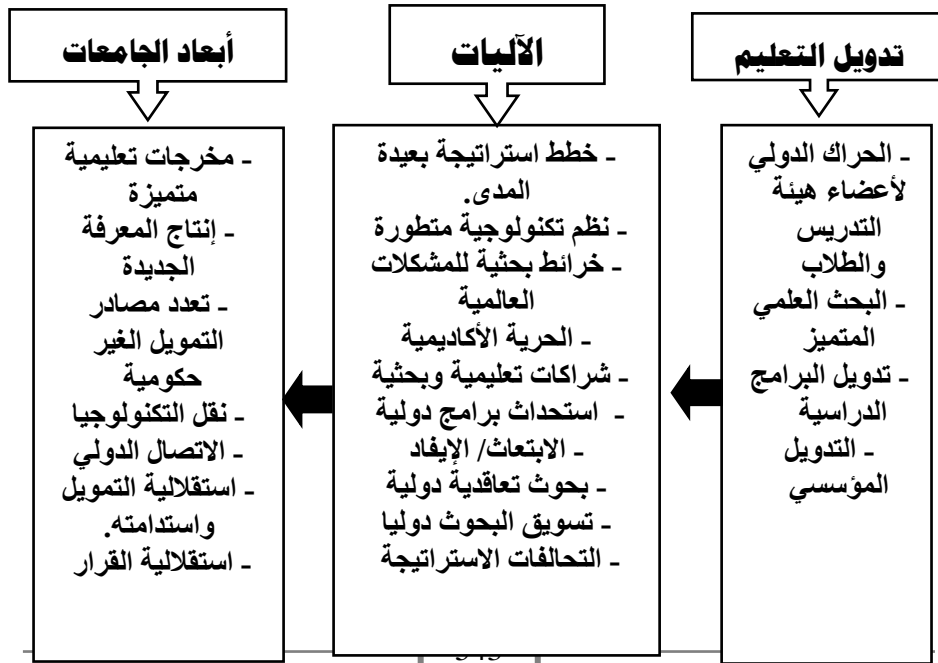 تدويل التعليم
- الحراك الدولي
لأعضاء هيئة
التدريس
والطلاب
- البحث العلمي
المتميز
- تدويل البرامج
الدراسية
- التدويل
المؤسسي
الآليات
- خطط استراتيجة بعيدة
المدى.
- نظم تكنولوجية متطورة
- خرائط بحثية للمشكلات
العالمية
- الحرية الأكاديمية
- شراكات تعليمية وبحثية
- استحداث برامج دولية
- الابتعاث/ الإيفاد
- بحوث تعاقدية دولية
- تسويق البحوث دوليا
- التحالفات الاستراتيجة
أبعاد الجامعات
- مخرجات تعليمية
متميزة
- إنتاج المعرفة
الجديدة
- تعدد مصادر
التمويل الغير
حكومية
- نقل التكنولوجيا
- الاتصال الدولي
- استقلالية التمويل
واستدامته.
- استقلالية القرار